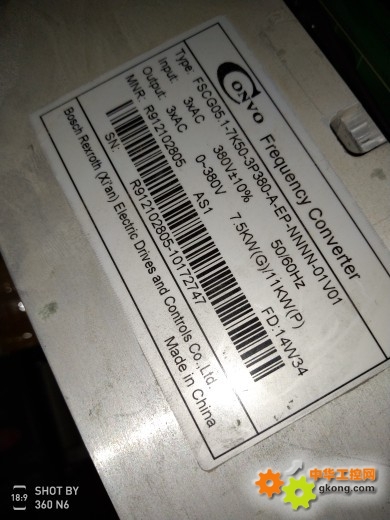 CONVO Frequency Converter
Type: FSCG05.1-7K50-3P380-A-EP-NNNN-01V01
Input: 3xAC 380V±10% 50/60Hz
Output: 3xAC 0-380V 7.5KW(G)/11KW(P)
MNR: R912102805 AS1 FD:14W34
SN: R912102805-10172747
Bosch Rexroth (Xi'an) Electric Drives and Controls Co.,Ltd.
Made in China
18:9 SHOT BY
360 N6
中华工控网
gkong.com